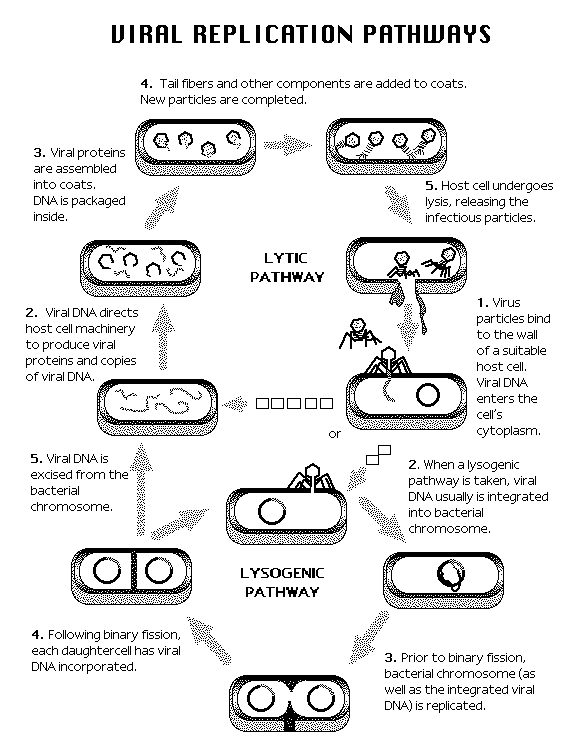 VIRAL REPLICATION PATHWAYS
4. Tail fibers and other components are added to coats.
New particles are completed.
3. Viral proteins
are assembled
into coats.
DNA is packaged
inside.
5. Host cell undergoes
lysis, releasing the
infectious particles.
LYTIC
PATHWAY
2. Viral DNA directs
host cell machinery
to produce viral
proteins and copies
of viral DNA.
1. Virus
particles bind
to the wall
of a suitable
host cell.
Viral DNA
enters the
cell's
cytoplasm.
or
5. Viral DNA is
excised from the
bacterial
chromosome.
2. When a lysogenic
pathway is taken, viral
DNA usually is integrated
into bacterial
chromosome.
LYSOGENIC
PATHWAY
4. Following binary fission,
each daughtercell has viral
DNA incorporated.
3. Prior to binary fission,
bacterial chromosome (as
well as the integrated viral
DNA) is replicated.